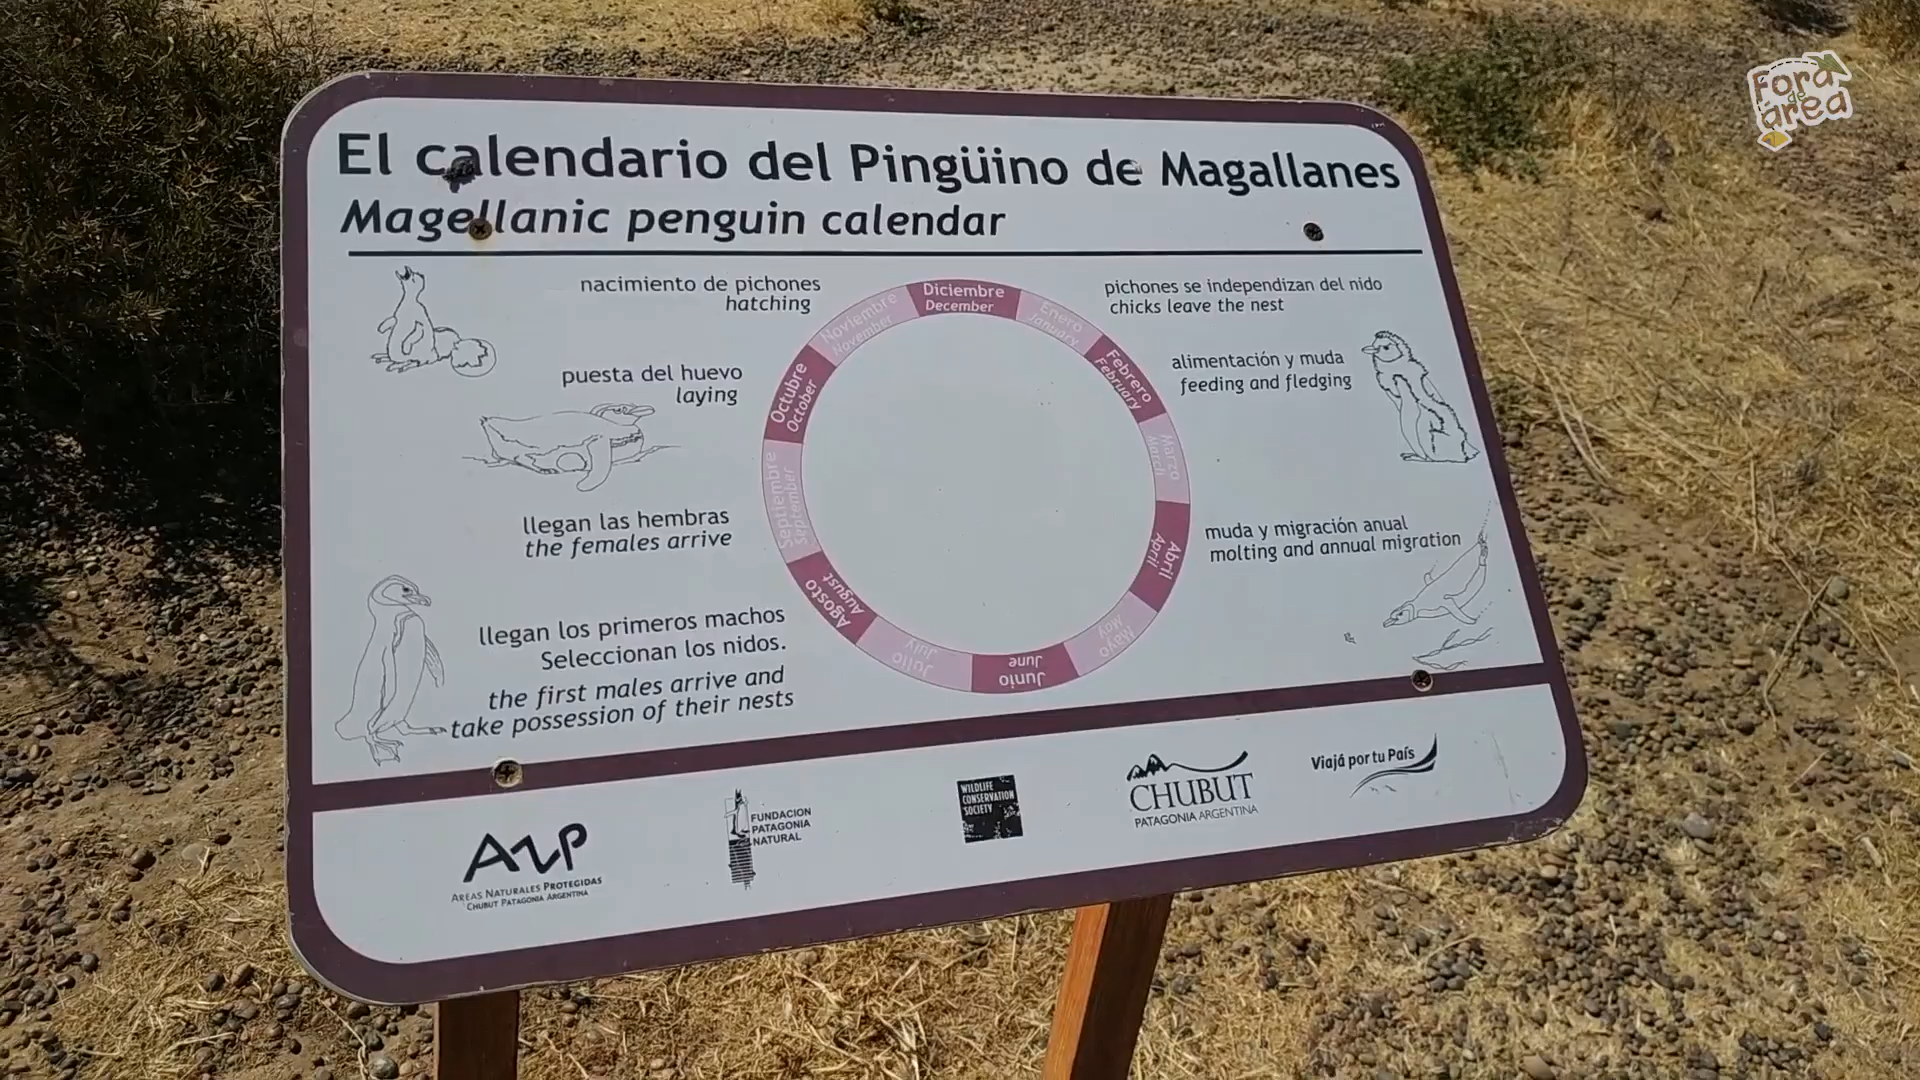 El calendario del Pingüino de Magallanes
Magellanic penguin calendar
nacimiento de pichones
hatching
puesta del huevo
laying
llegan las hembras
the females arrive
llegan los primeros machos
Seleccionan los nidos.
the first males arrive and
take possession of their nests
Diciembre
December
Enero
January
Febrero
February
Marzo
March
Abril
April
Mayo
May
Junio
June
Julio
July
Agosto
August
Septiembre
September
Octubre
October
Noviembre
November
pichones se independizan del nido
chicks leave the nest
alimentación y muda
feeding and fledging
muda y migración anual
molting and annual migration
AZP
AREAS NATURALES PROTEGIDAS
CHUBUT PATAGONIA ARGENTINA
FUNDACION
PATAGONIA
NATURAL
WILDLIFE
CONSERVATION
SOCIETY
CHUBUT
PATAGONIA ARGENTINA
Viajá por tu País
Fora
de
área